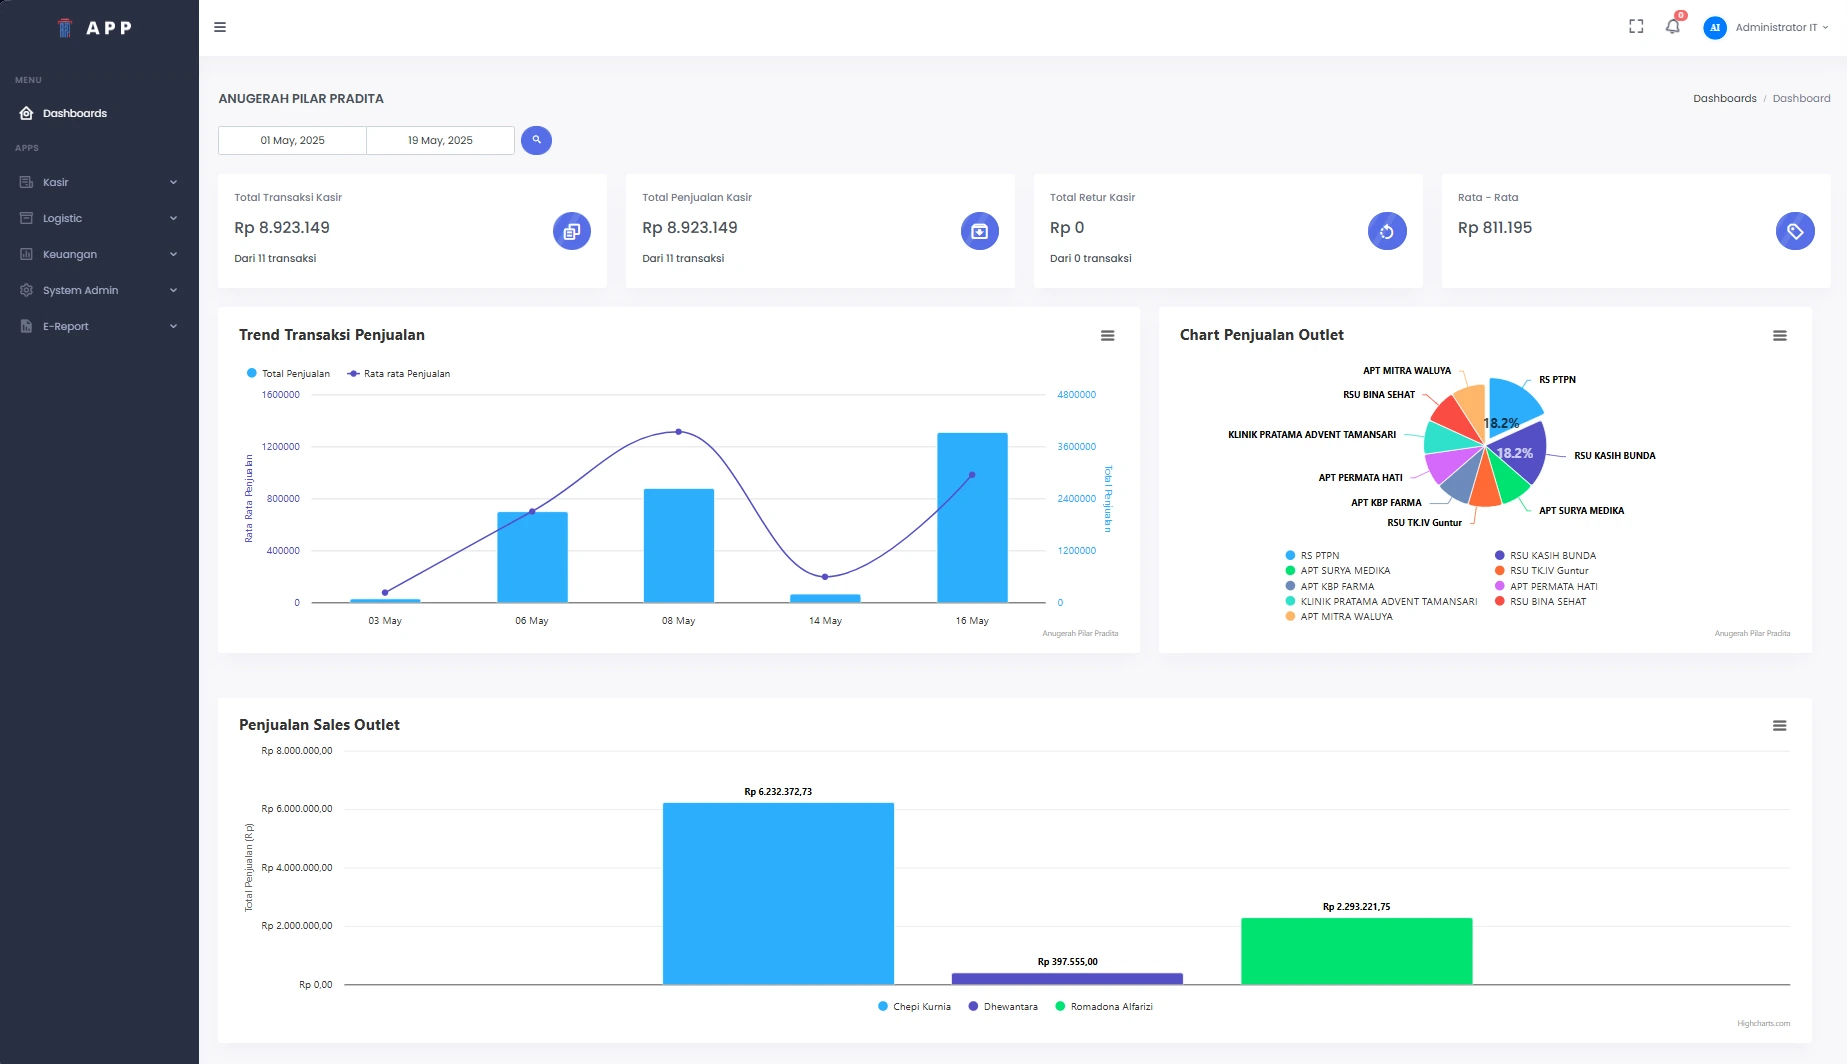 APP
0
AI
Administrator IT
MENU
Dashboards
APPS
Kasir
Logistic
Keuangan
System Admin
E-Report
ANUGERAH PILAR PRADITA
Dashboards / Dashboard
01 May, 2025
19 May, 2025
Total Transaksi Kasir
Rp 8.923.149
Dari 11 transaksi
Total Penjualan Kasir
Rp 8.923.149
Dari 11 transaksi
Total Retur Kasir
Rp 0
Dari 0 transaksi
Rata - Rata
Rp 811.195
Trend Transaksi Penjualan
Total Penjualan
Rata rata Penjualan
Rata Rata Penjualan
1600000
1200000
800000
400000
0
4800000
3600000
2400000
1200000
0
Total Penjualan
03 May
06 May
08 May
14 May
16 May
Anugerah Pilar Pradita
Chart Penjualan Outlet
APT MITRA WALUYA
RS PTPN
RSU BINA SEHAT
18.2%
KLINIK PRATAMA ADVENT TAMANSARI
18.2%
RSU KASIH BUNDA
APT PERMATA HATI
APT KBP FARMA
APT SURYA MEDIKA
RSU TK.IV Guntur
RS PTPN
RSU KASIH BUNDA
APT SURYA MEDIKA
RSU TK.IV Guntur
APT KBP FARMA
APT PERMATA HATI
KLINIK PRATAMA ADVENT TAMANSARI
RSU BINA SEHAT
APT MITRA WALUYA
Anugerah Pilar Pradita
Penjualan Sales Outlet
Total Penjualan (Rp)
Rp 8.000.000,00
Rp 6.000.000,00
Rp 4.000.000,00
Rp 2.000.000,00
Rp 0,00
Rp 6.232.372,73
Rp 397.555,00
Rp 2.293.221,75
Chepi Kurnia
Dhewantara
Romadona Alfarizi
Highcharts.com